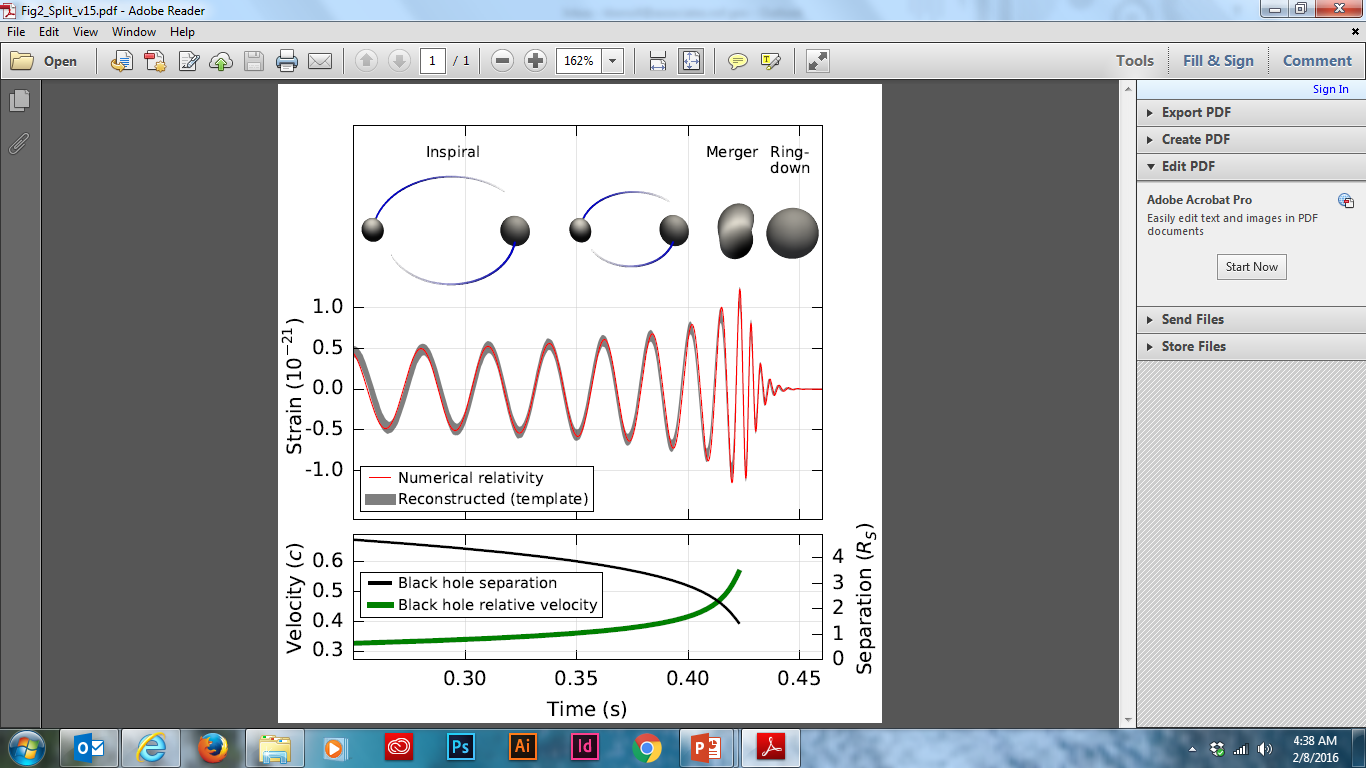 Fig2_Split_v15.pdf - Adobe Reader
File Edit View Window Help
Open
1 / 1
162%
Tools Fill & Sign Comment
Sign In
Export PDF
Create PDF
Edit PDF
Adobe Acrobat Pro
Easily edit text and images in PDF
documents
Start Now
Send Files
Store Files
Inspiral
Merger
Ring-
down
Strain (10⁻²¹)
1.0
0.5
0.0
-0.5
-1.0
Numerical relativity
Reconstructed (template)
Velocity (c)
0.6
0.5
0.4
0.3
Black hole separation
Black hole relative velocity
Separation (R_S)
4
3
2
1
0
0.30 0.35 0.40 0.45
Time (s)
Ps
Ai
Id
4:38 AM
2/8/2016